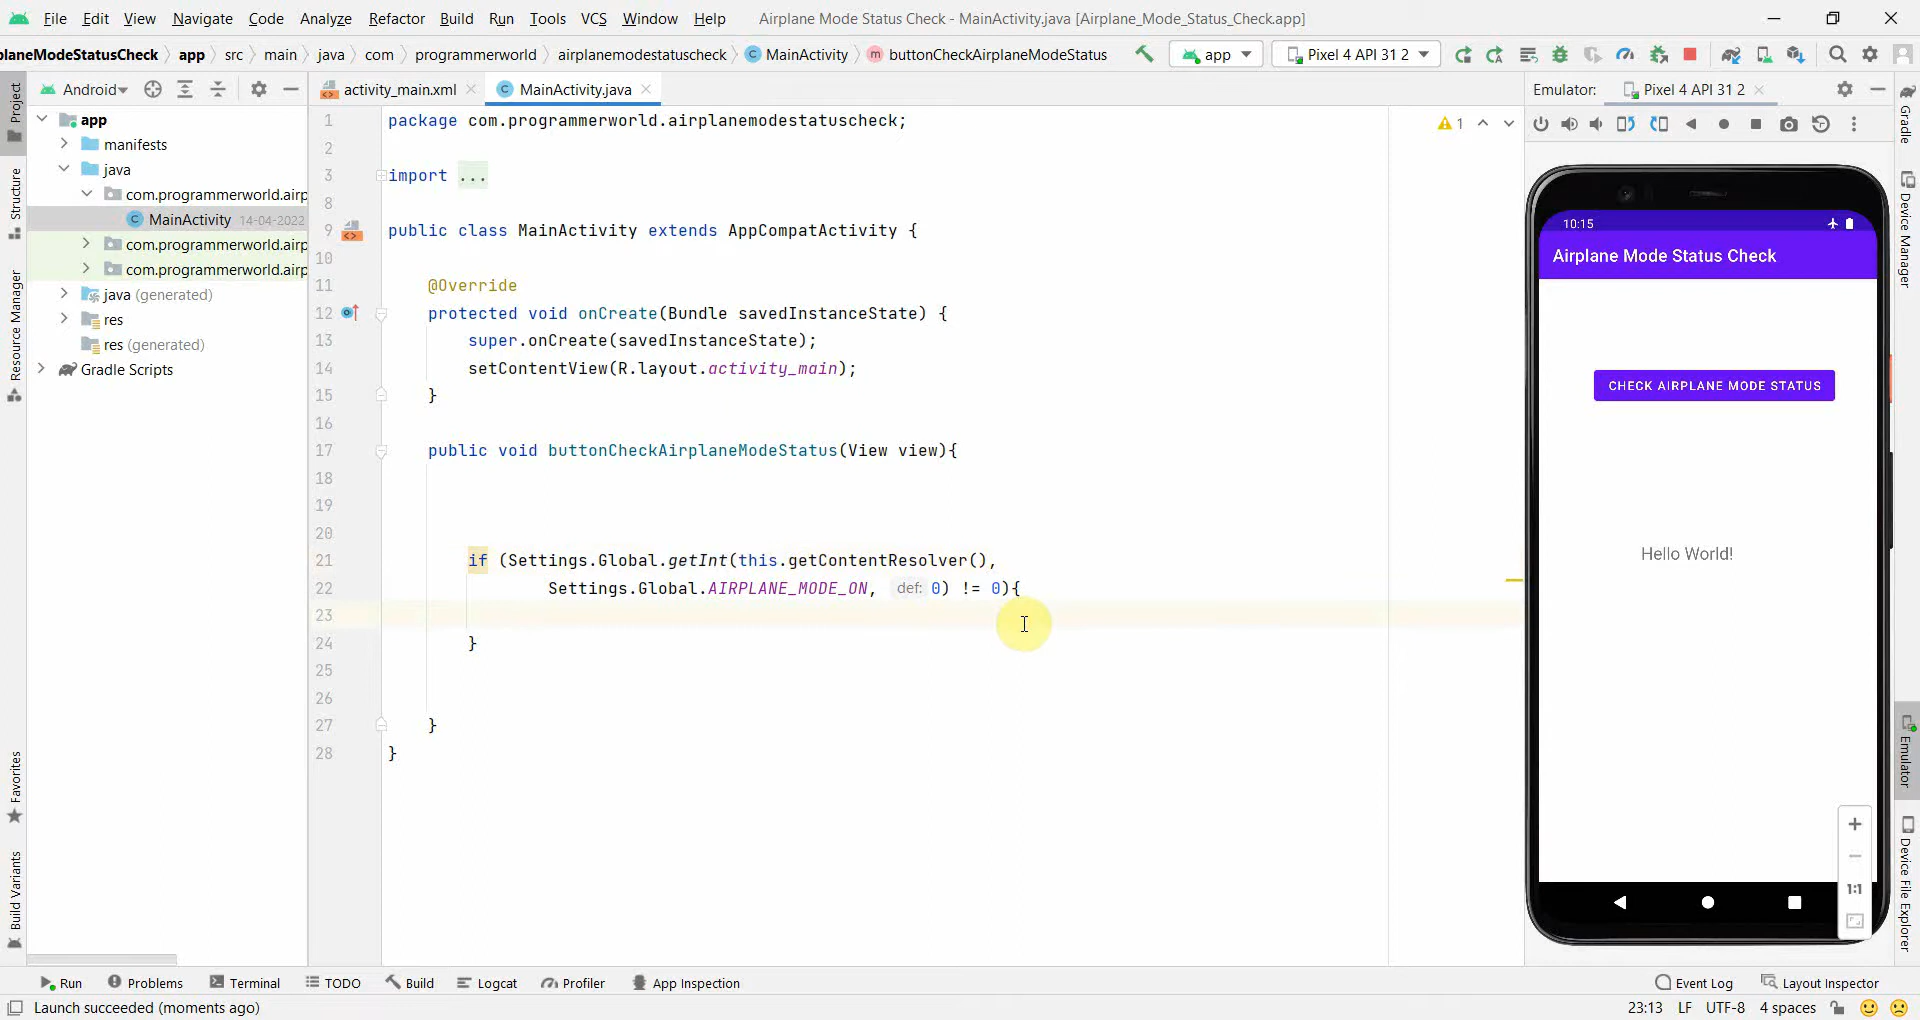 File Edit View Navigate Code Analyze Refactor Build Run Tools VCS Window Help Airplane Mode Status Check - MainActivity.java [Airplane_Mode_Status_Check.app]
planeModeStatusCheck app src main java com programmerworld airplanemodestatuscheck MainActivity buttonCheckAirplaneModeStatus app Pixel 4 API 31 2
Android activity_main.xml MainActivity.java Emulator: Pixel 4 API 31 2
Project
Structure
Resource Manager
Favorites
Build Variants
app
manifests
java
com.programmerworld.airp
MainActivity 14-04-2022
com.programmerworld.airp
com.programmerworld.airp
java (generated)
res
res (generated)
Gradle Scripts
1 package com.programmerworld.airplanemodestatuscheck;
2
3 import ...
8
9 public class MainActivity extends AppCompatActivity {
10
11 @Override
12 protected void onCreate(Bundle savedInstanceState) {
13 super.onCreate(savedInstanceState);
14 setContentView(R.layout.activity_main);
15 }
16
17 public void buttonCheckAirplaneModeStatus(View view){
18
19
20
21 if (Settings.Global.getInt(this.getContentResolver(),
22 Settings.Global.AIRPLANE_MODE_ON, def: 0) != 0){
23
24 }
25
26
27 }
28 }
1
10:15
Airplane Mode Status Check
CHECK AIRPLANE MODE STATUS
Hello World!
1:1
Gradle
Device Manager
Emulator
Device File Explorer
Run Problems Terminal TODO Build Logcat Profiler App Inspection Event Log Layout Inspector
Launch succeeded (moments ago) 23:13 LF UTF-8 4 spaces